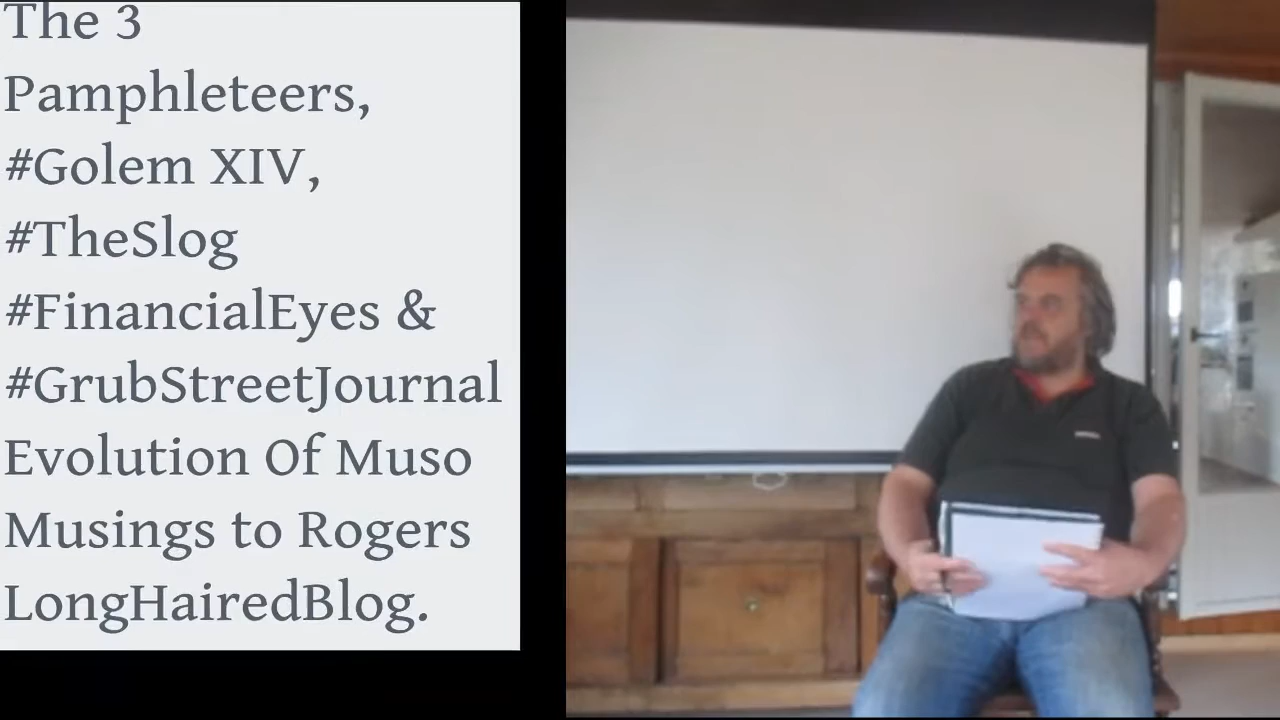 The 3
Pamphleteers,
#Golem XIV,
#TheSlog
#FinancialEyes &
#GrubStreetJournal
Evolution Of Muso
Musings to Rogers
LongHairedBlog.